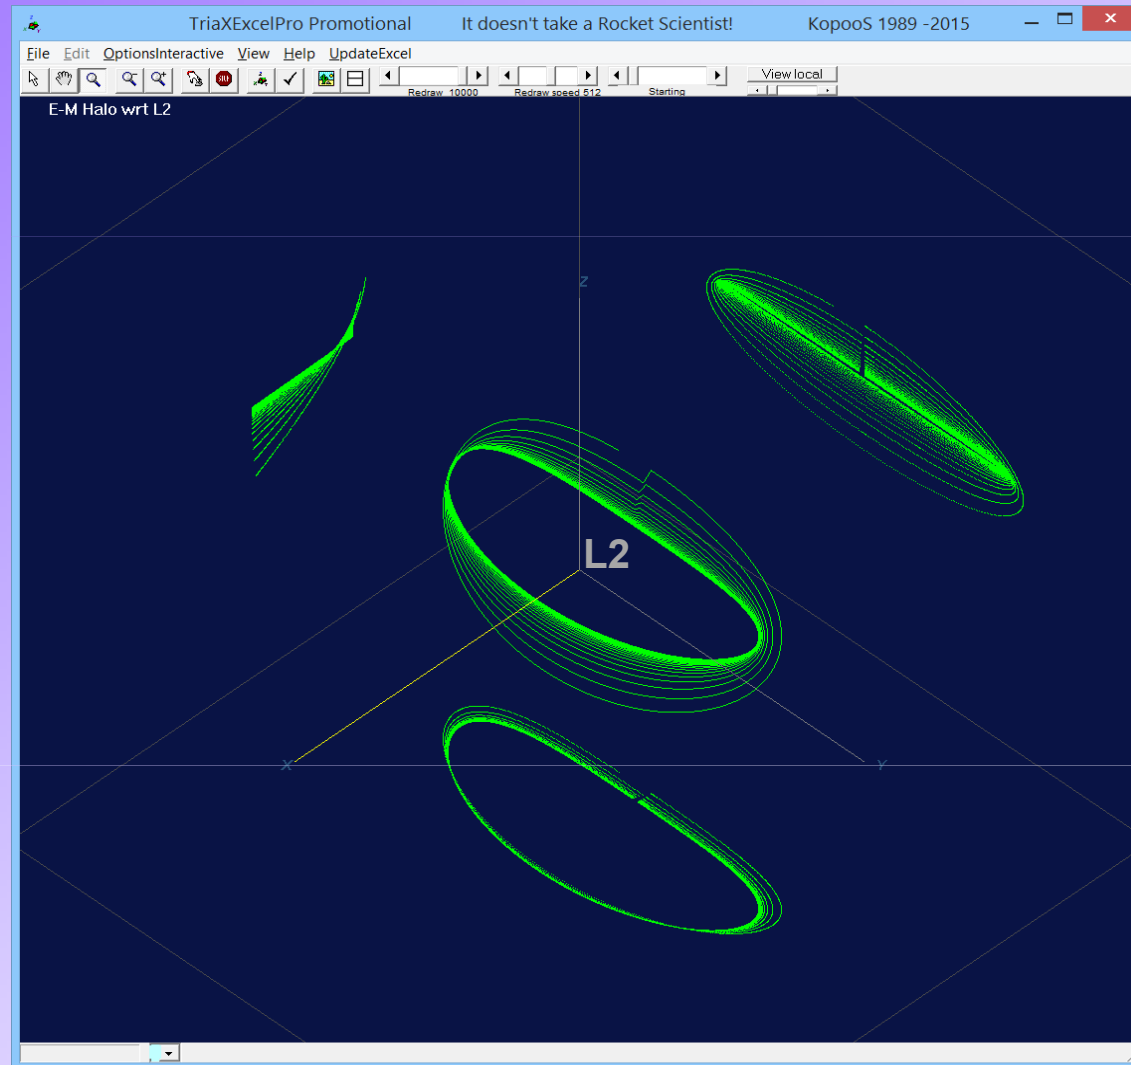 TriaXExcelPro Promotional It doesn't take a Rocket Scientist! KopooS 1989 -2015
File Edit OptionsInteractive View Help UpdateExcel
Redraw 10000 Redraw speed 512 Starting View local
E-M Halo wrt L2
Z
L2
X Y